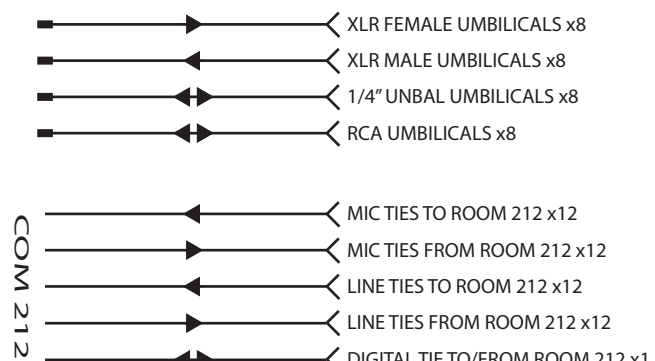 XLR FEMALE UMBILICALS x8
XLR MALE UMBILICALS x8
1/4" UNBAL UMBILICALS x8
RCA UMBILICALS x8
COM 212
MIC TIES TO ROOM 212 x12
MIC TIES FROM ROOM 212 x12
LINE TIES TO ROOM 212 x12
LINE TIES FROM ROOM 212 x12
DIGITAL TIE TO/FROM ROOM 212